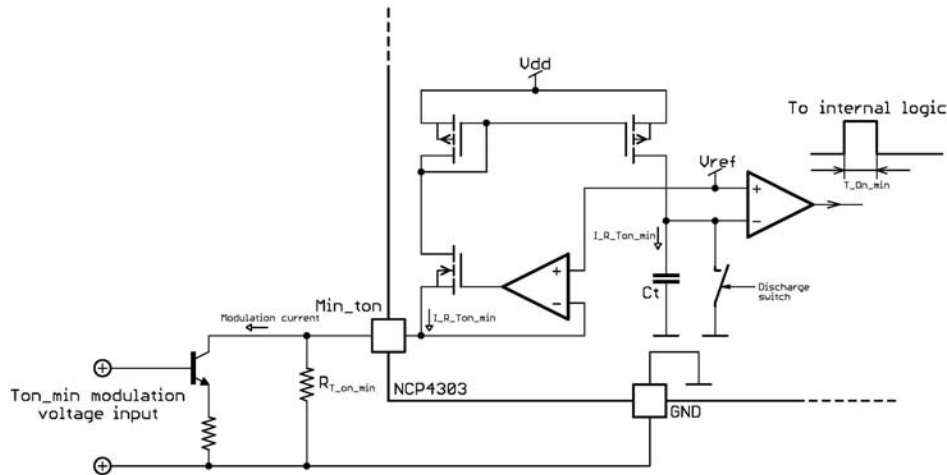 Vdd
To internal logic
Vref
T_On_min
+
−
I_R_Ton_min
+
−
Ct
Discharge
switch
Min_ton
Modulation current
I_R_Ton_min
Ton_min modulation
voltage input
RT_on_min
NCP4303
GND